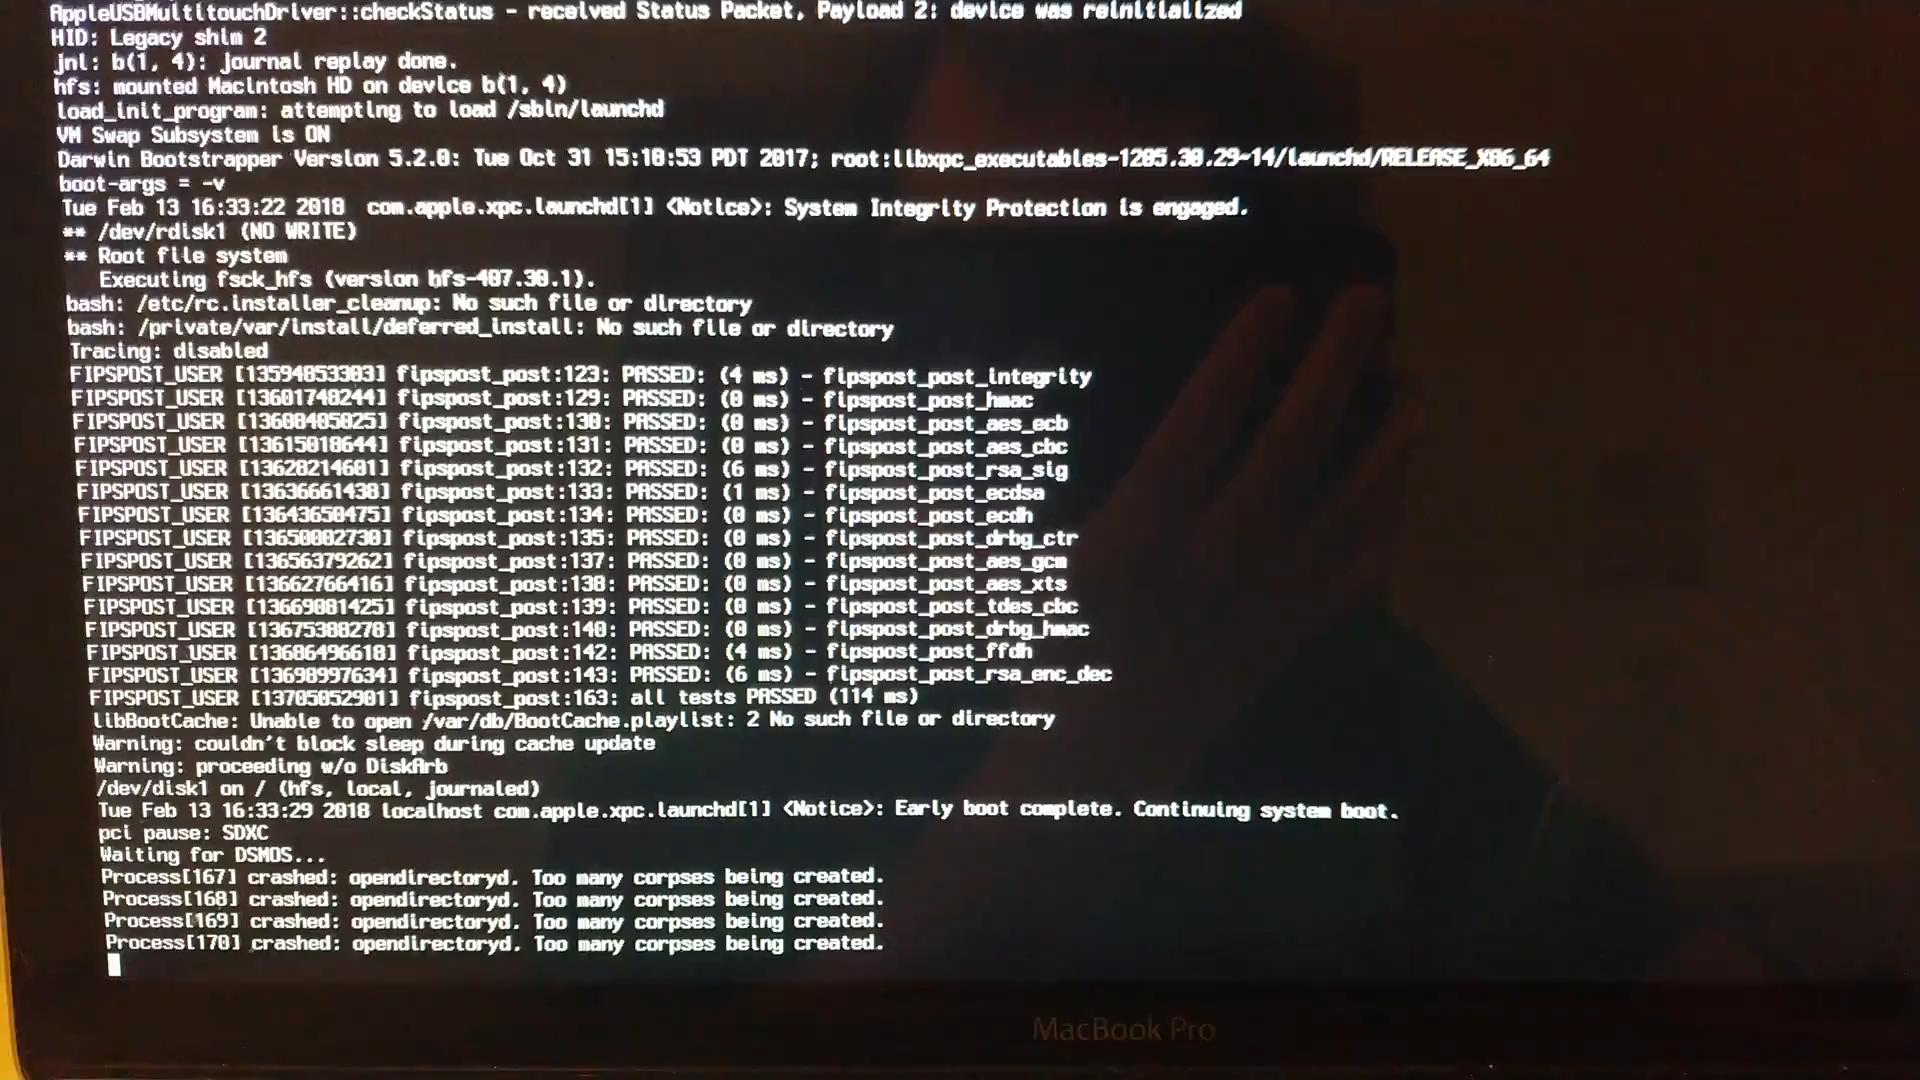 AppleUSBMultitouchDriver::checkStatus - received Status Packet, Payload 2: device was reinitialized
HID: Legacy shim 2
jnl: b(1, 4): journal replay done.
hfs: mounted Macintosh HD on device b(1, 4)
load_init_program: attempting to load /sbin/launchd
VM Swap Subsystem is ON
Darwin Bootstrapper Version 5.2.0: Tue Oct 31 15:18:53 PDT 2017; root:libxpc_executables-1205.30.29~14/launchd/RELEASE_X86_64
boot-args = -v
Tue Feb 13 16:33:22 2018  com.apple.xpc.launchd[1] <Notice>: System Integrity Protection is engaged.
** /dev/rdisk1 (NO WRITE)
** Root file system
   Executing fsck_hfs (version hfs-407.30.1).
bash: /etc/rc.installer_cleanup: No such file or directory
bash: /private/var/install/deferred_install: No such file or directory
Tracing: disabled
FIPSPOST_USER [13594853303] fipspost_post:123: PASSED: (4 ms) - fipspost_post_integrity
FIPSPOST_USER [13601748244] fipspost_post:129: PASSED: (0 ms) - fipspost_post_hmac
FIPSPOST_USER [13608405025] fipspost_post:130: PASSED: (0 ms) - fipspost_post_aes_ecb
FIPSPOST_USER [13615018644] fipspost_post:131: PASSED: (0 ms) - fipspost_post_aes_cbc
FIPSPOST_USER [13628214601] fipspost_post:132: PASSED: (6 ms) - fipspost_post_rsa_sig
FIPSPOST_USER [13636661438] fipspost_post:133: PASSED: (1 ms) - fipspost_post_ecdsa
FIPSPOST_USER [13643650475] fipspost_post:134: PASSED: (0 ms) - fipspost_post_ecdh
FIPSPOST_USER [13650002730] fipspost_post:135: PASSED: (0 ms) - fipspost_post_drbg_ctr
FIPSPOST_USER [13656379262] fipspost_post:137: PASSED: (0 ms) - fipspost_post_aes_gcm
FIPSPOST_USER [13662766416] fipspost_post:138: PASSED: (0 ms) - fipspost_post_aes_xts
FIPSPOST_USER [13669081425] fipspost_post:139: PASSED: (0 ms) - fipspost_post_tdes_cbc
FIPSPOST_USER [13675388278] fipspost_post:140: PASSED: (0 ms) - fipspost_post_drbg_hmac
FIPSPOST_USER [13686496618] fipspost_post:142: PASSED: (4 ms) - fipspost_post_ffdh
FIPSPOST_USER [13698997634] fipspost_post:143: PASSED: (6 ms) - fipspost_post_rsa_enc_dec
FIPSPOST_USER [13705052901] fipspost_post:163: all tests PASSED (114 ms)
libBootCache: Unable to open /var/db/BootCache.playlist: 2 No such file or directory
Warning: couldn't block sleep during cache update
Warning: proceeding w/o DiskArb
/dev/disk1 on / (hfs, local, journaled)
Tue Feb 13 16:33:29 2018 localhost com.apple.xpc.launchd[1] <Notice>: Early boot complete. Continuing system boot.
pci pause: SDXC
Waiting for DSMOS...
Process[167] crashed: opendirectoryd. Too many corpses being created.
Process[168] crashed: opendirectoryd. Too many corpses being created.
Process[169] crashed: opendirectoryd. Too many corpses being created.
Process[170] crashed: opendirectoryd. Too many corpses being created.
MacBook Pro